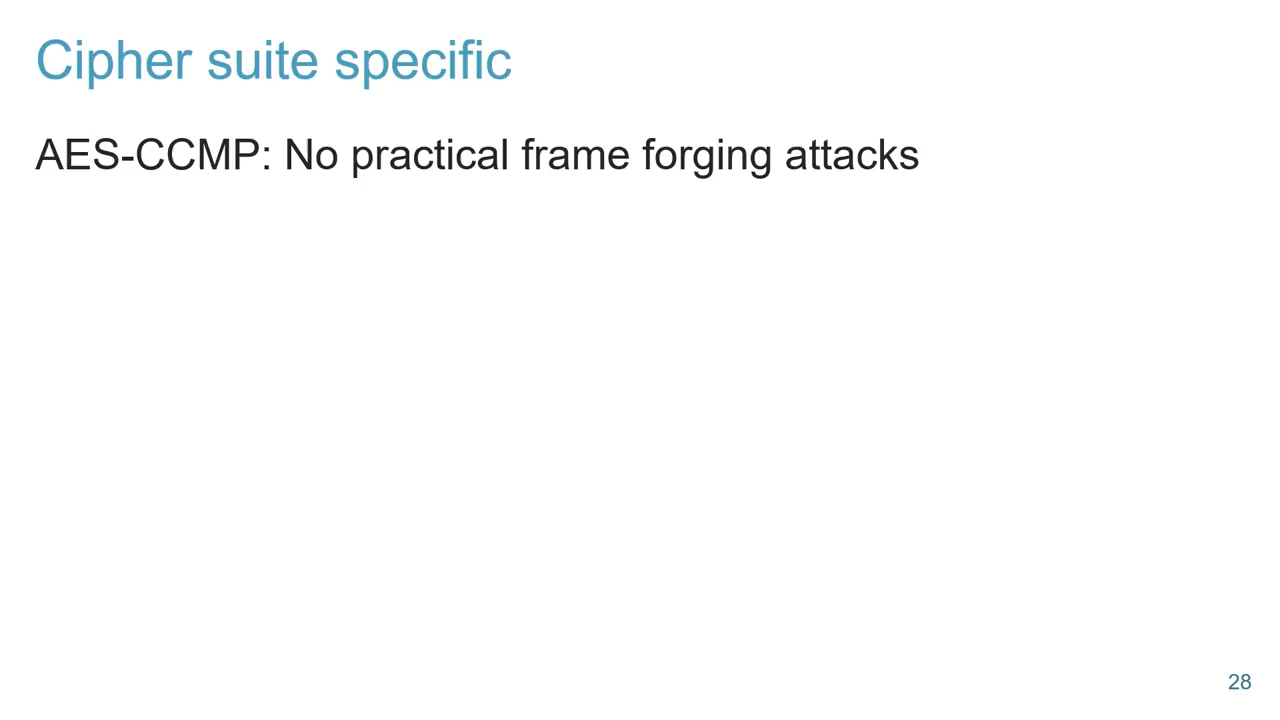 Cipher suite specific
AES-CCMP: No practical frame forging attacks
28